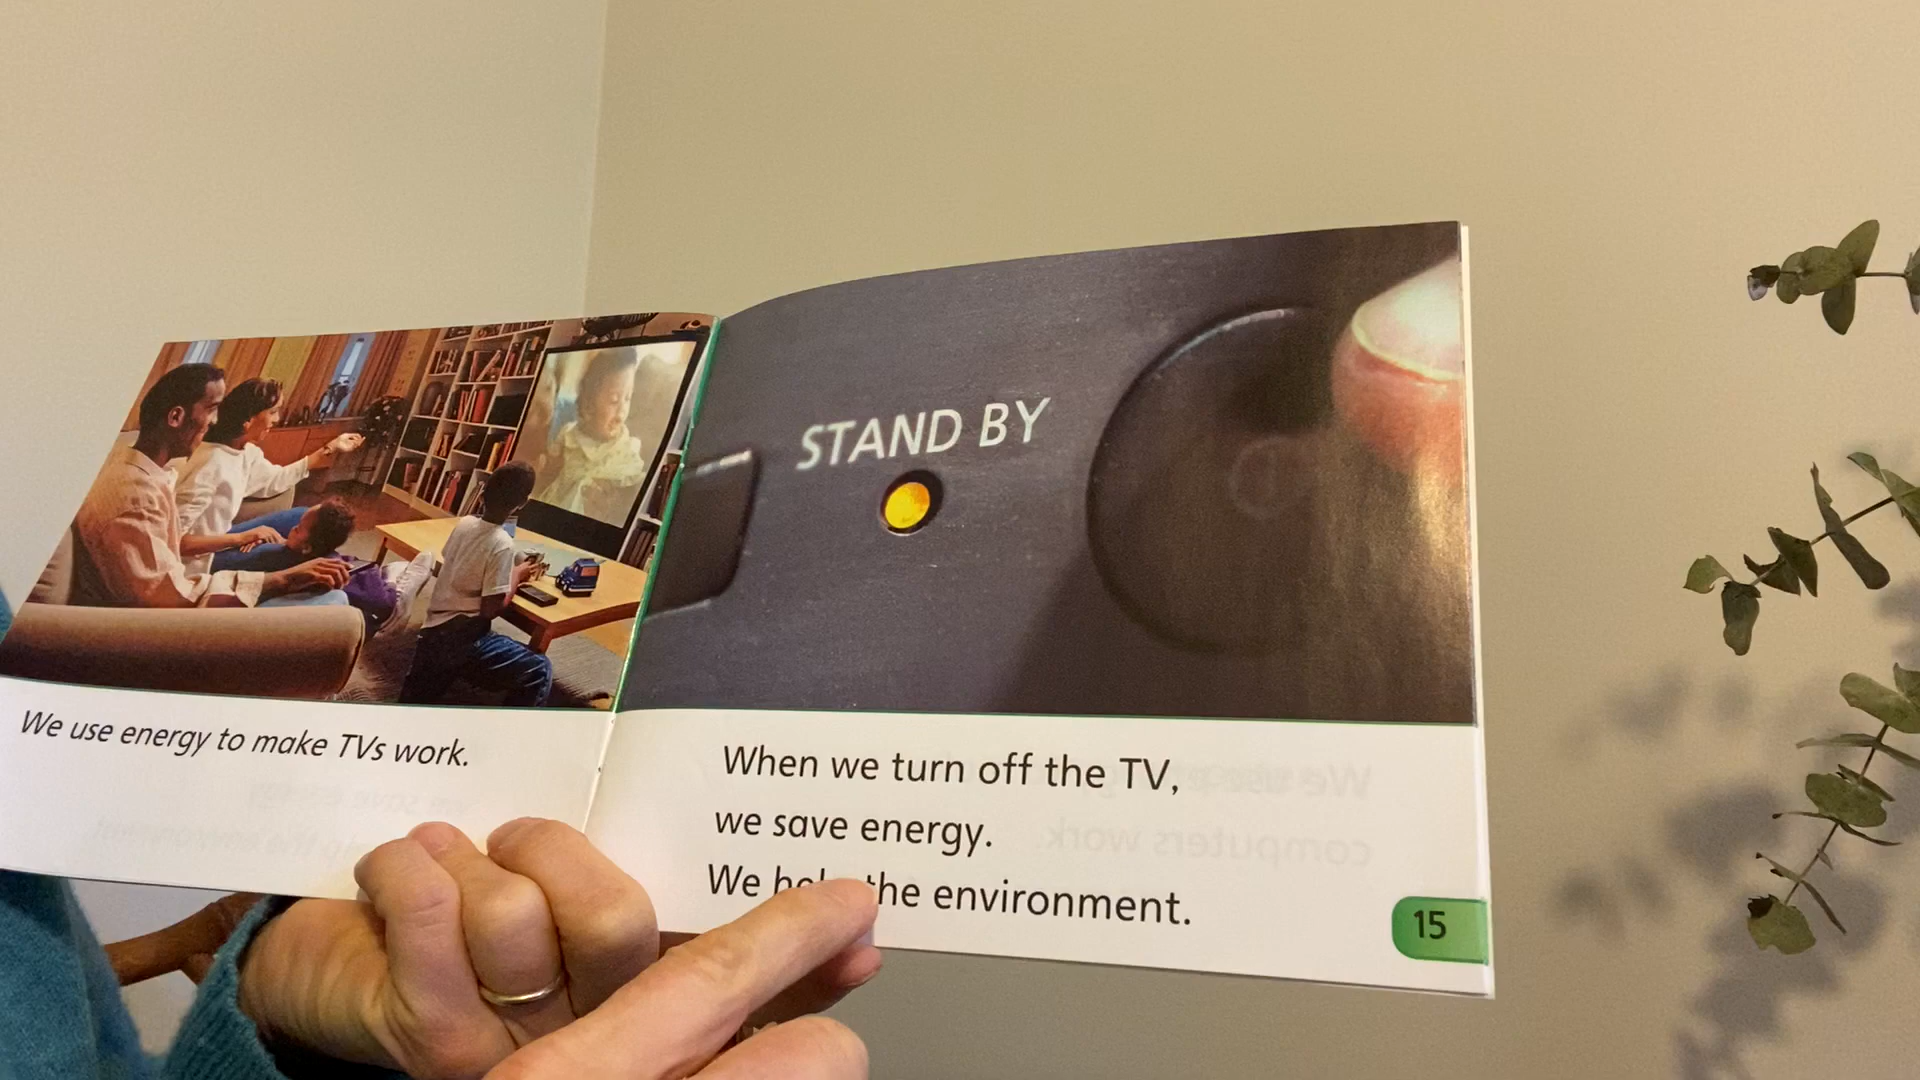 We use energy to make TVs work.
STAND BY
When we turn off the TV,
we save energy.
We the environment.
15